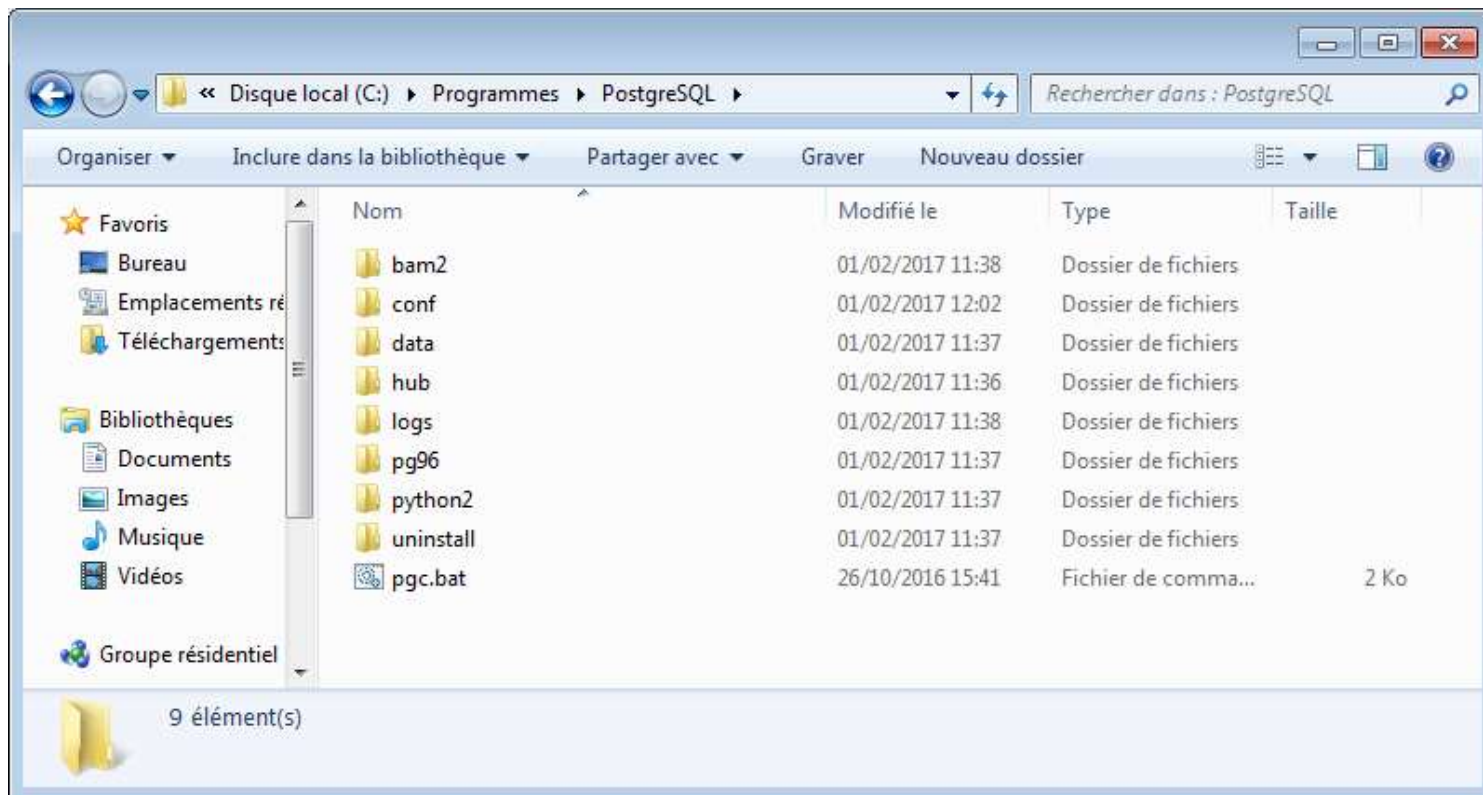 « Disque local (C:) ▸ Programmes ▸ PostgreSQL ▸ Rechercher dans : PostgreSQL
Organiser Inclure dans la bibliothèque Partager avec Graver Nouveau dossier
Favoris
Bureau
Emplacements ré
Téléchargements
Bibliothèques
Documents
Images
Musique
Vidéos
Groupe résidentiel
Nom Modifié le Type Taille
bam2 01/02/2017 11:38 Dossier de fichiers
conf 01/02/2017 12:02 Dossier de fichiers
data 01/02/2017 11:37 Dossier de fichiers
hub 01/02/2017 11:36 Dossier de fichiers
logs 01/02/2017 11:38 Dossier de fichiers
pg96 01/02/2017 11:37 Dossier de fichiers
python2 01/02/2017 11:37 Dossier de fichiers
uninstall 01/02/2017 11:37 Dossier de fichiers
pgc.bat 26/10/2016 15:41 Fichier de comma... 2 Ko
9 élément(s)